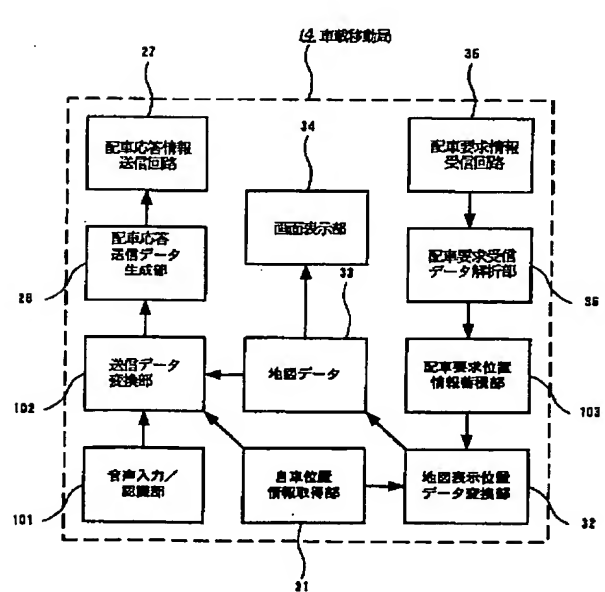 14 車載移動局
27
36
34
配車応答情報
送信回路
配車要求情報
受信回路
画面表示部
配車応答
送信データ
生成部
配車要求受信
データ解析部
28
33
送信データ
変換部
地図データ
配車要求位置
情報蓄積部
102
103
音声入力/
認識部
自車位置
情報取得部
地図表示位置
データ変換部
101
31
32